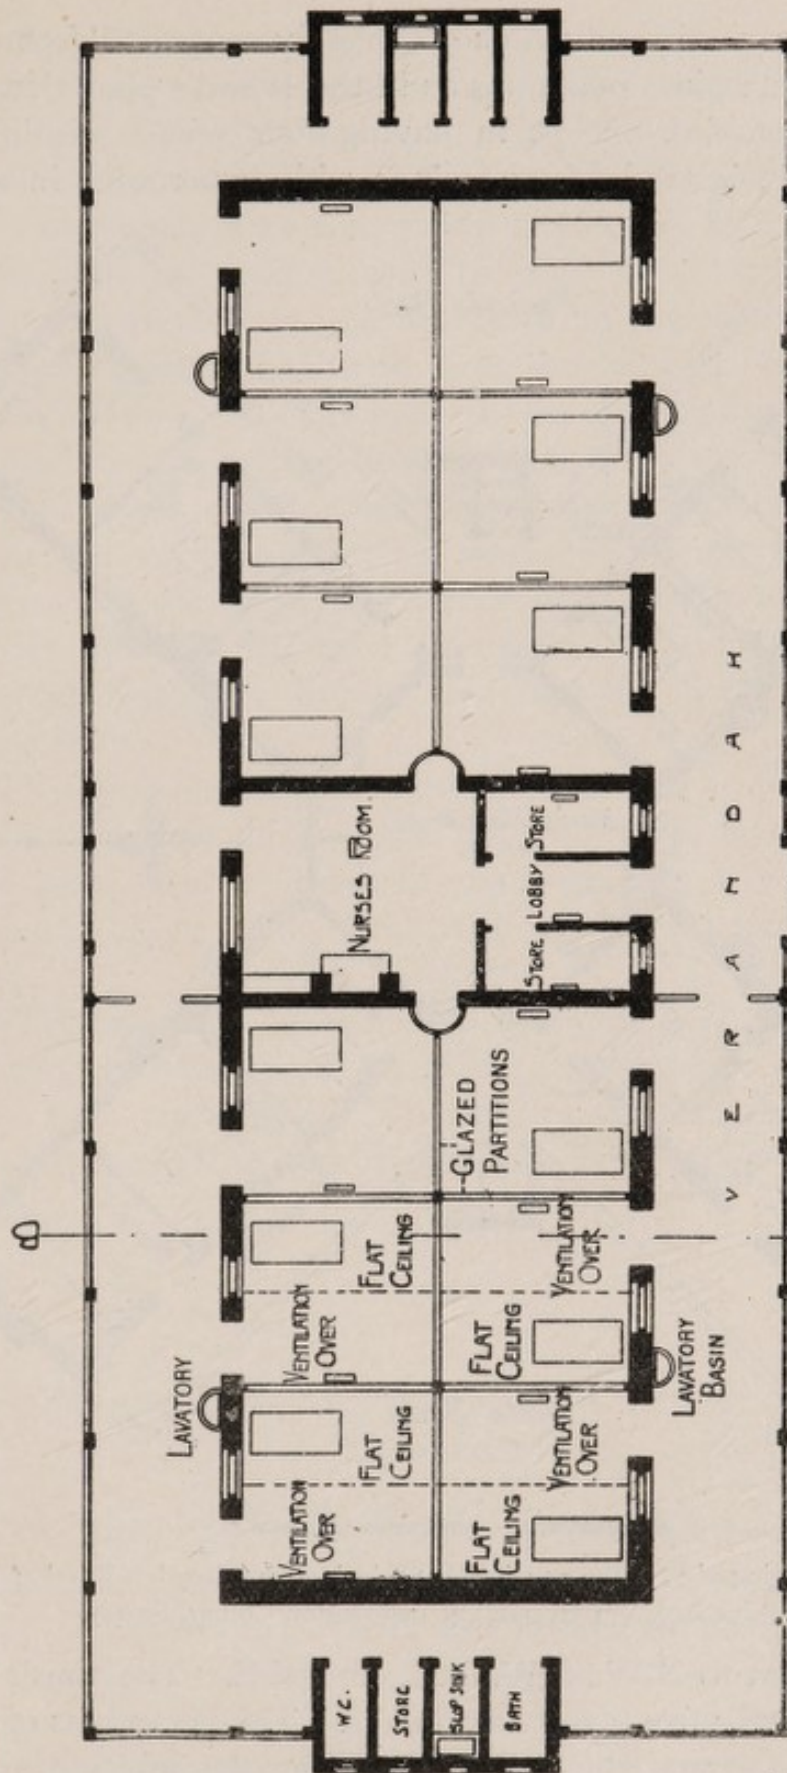 VERANDAH
NURSES ROOM.
STORE
LOBBY
STORE
GLAZED
PARTITIONS
FLAT
CEILING
VENTILATION
OVER
VENTILATION
OVER
FLAT
CEILING
LAVATORY
LAVATORY
BASIN
FLAT
CEILING
VENTILATION
OVER
VENTILATION
OVER
FLAT
CEILING
W.C.
STORE
SLOP SINK
BATH